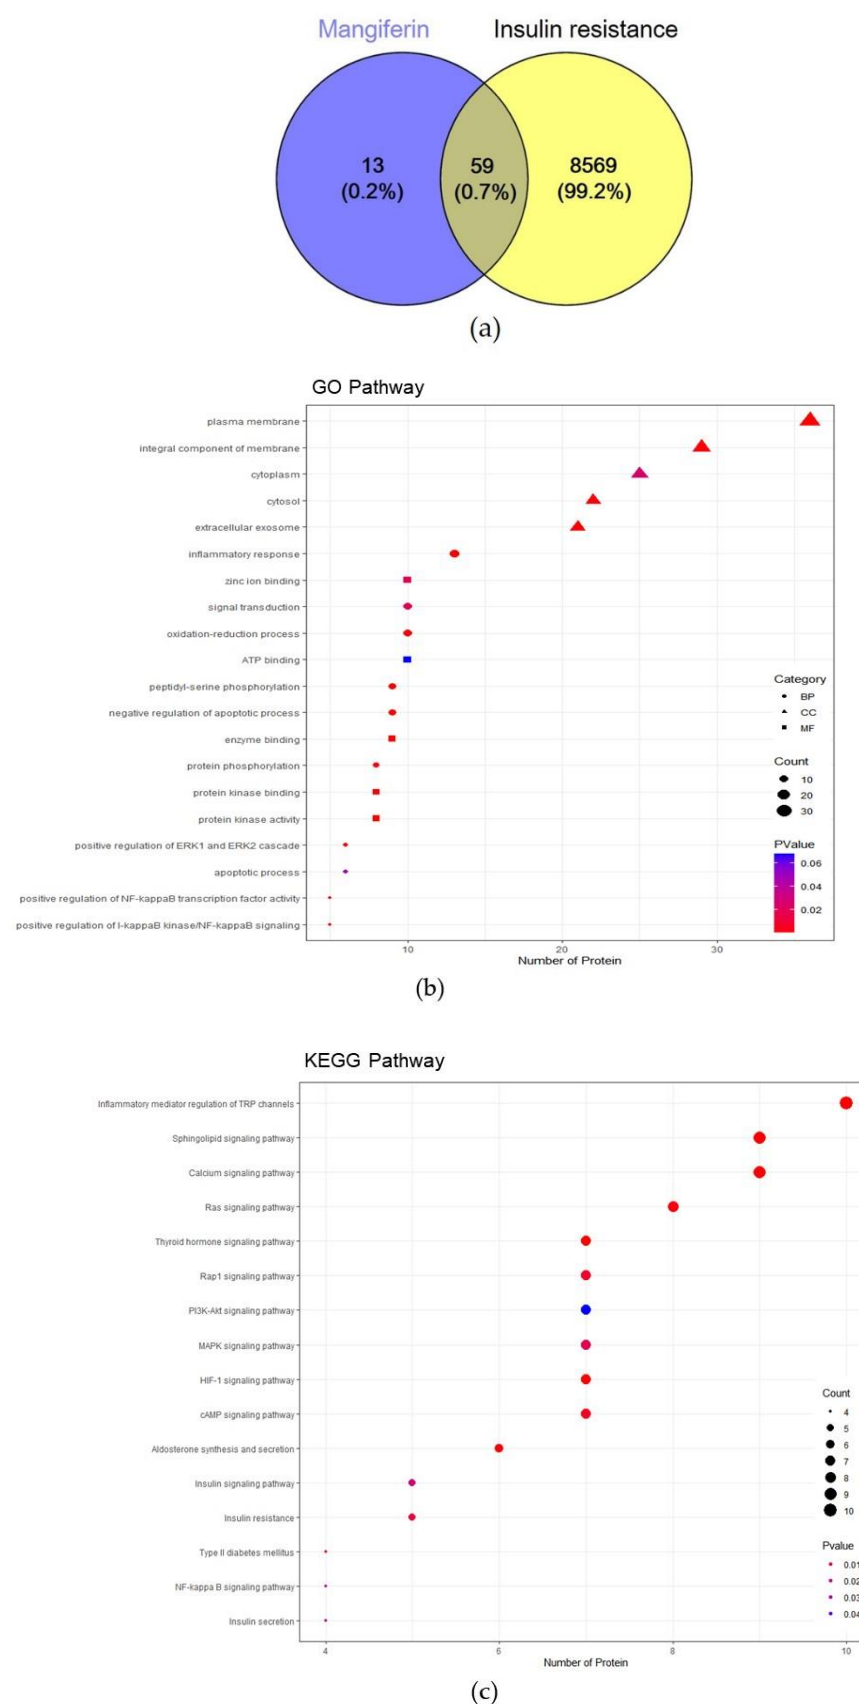 Mangiferin
Insulin resistance
13
(0.2%)
59
(0.7%)
8569
(99.2%)
(a)
GO Pathway
plasma membrane
integral component of membrane
cytoplasm
cytosol
extracellular exosome
inflammatory response
zinc ion binding
signal transduction
oxidation-reduction process
ATP binding
peptidyl-serine phosphorylation
negative regulation of apoptotic process
enzyme binding
protein phosphorylation
protein kinase binding
protein kinase activity
positive regulation of ERK1 and ERK2 cascade
apoptotic process
positive regulation of NF-kappaB transcription factor activity
positive regulation of I-kappaB kinase/NF-kappaB signaling
Category
BP
CC
MF
Count
10
20
30
PValue
0.06
0.04
0.02
10
20
30
Number of Protein
(b)
KEGG Pathway
Inflammatory mediator regulation of TRP channels
Sphingolipid signaling pathway
Calcium signaling pathway
Ras signaling pathway
Thyroid hormone signaling pathway
Rap1 signaling pathway
PI3K-Akt signaling pathway
MAPK signaling pathway
HIF-1 signaling pathway
cAMP signaling pathway
Aldosterone synthesis and secretion
Insulin signaling pathway
Insulin resistance
Type II diabetes mellitus
NF-kappa B signaling pathway
Insulin secretion
Count
4
5
6
7
8
9
10
Pvalue
0.01
0.02
0.03
0.04
4
6
8
10
Number of Protein
(c)